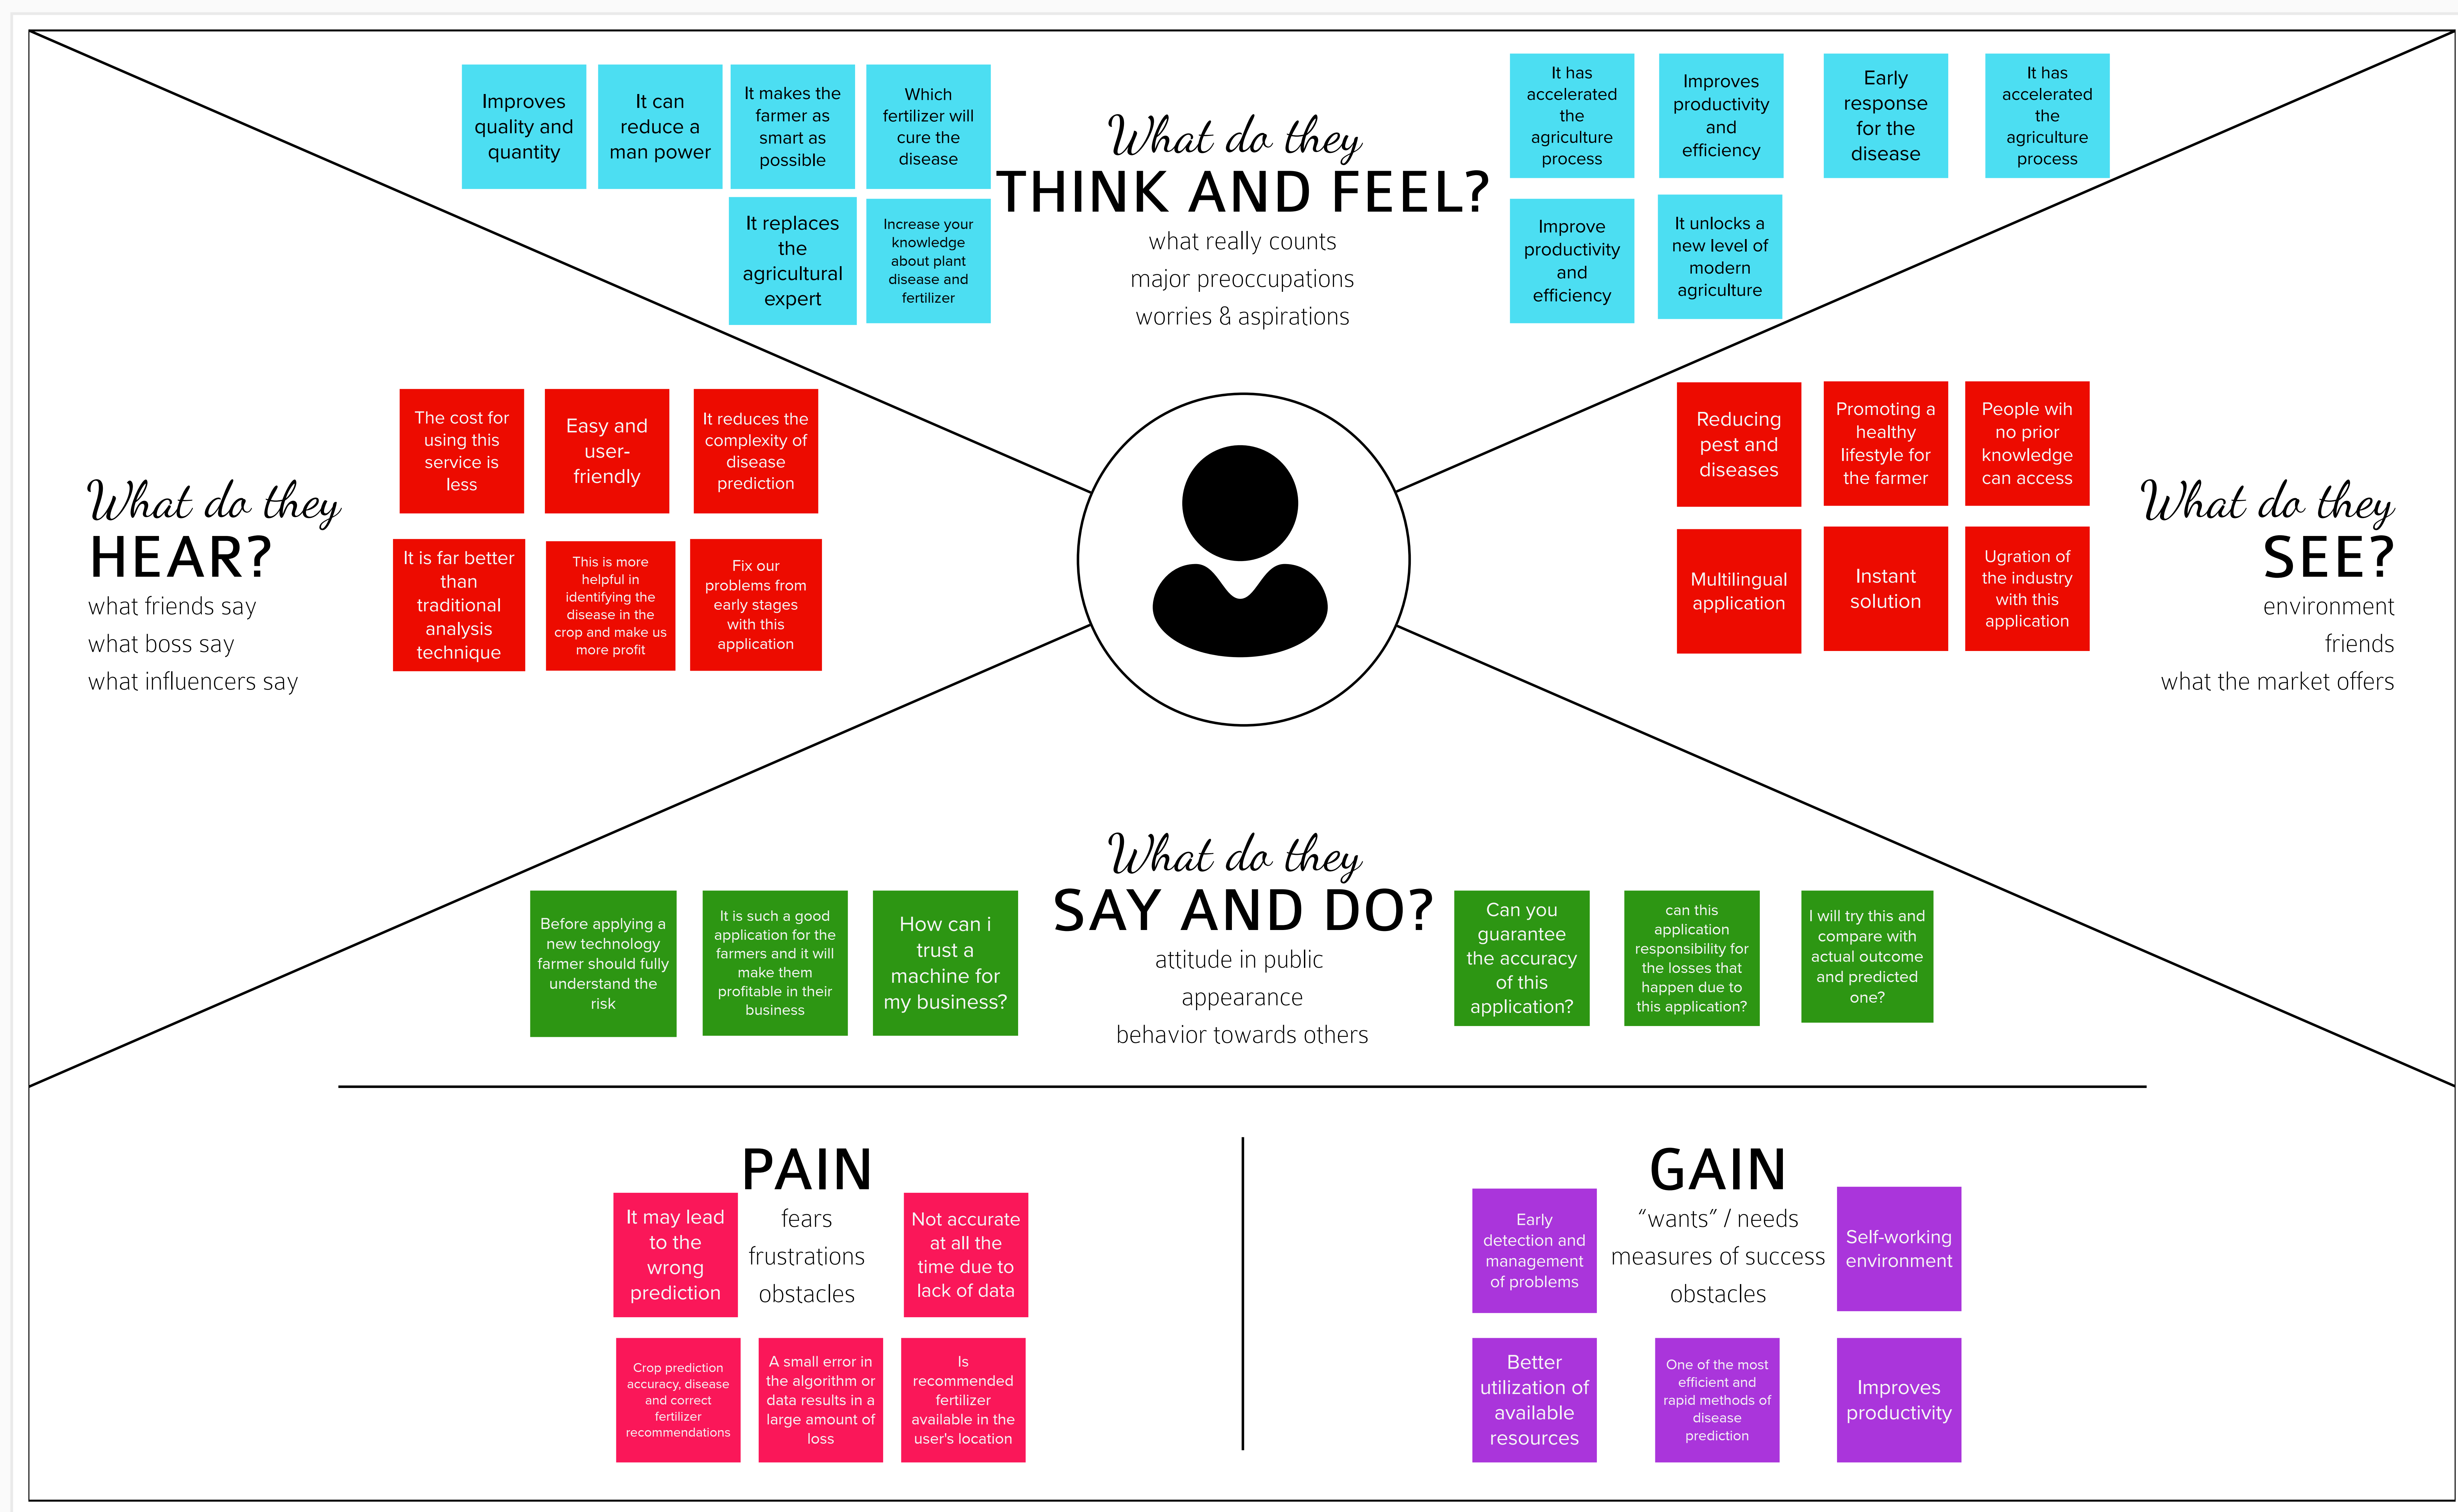 Improves
quality and
quantity
It can
reduce a
man power
It makes the
farmer as
smart as
possible
Which
fertilizer will
cure the
disease
It replaces
the
agricultural
expert
Increase your
knowledge
about plant
disease and
fertilizer
What do they
THINK AND FEEL?
what really counts
major preoccupations
worries & aspirations
It has
accelerated
the
agriculture
process
Improves
productivity
and
efficiency
Early
response
for the
disease
It has
accelerated
the
agriculture
process
Improve
productivity
and
efficiency
It unlocks a
new level of
modern
agriculture
What do they
HEAR?
what friends say
what boss say
what influencers say
The cost for
using this
service is
less
Easy and
user-
friendly
It reduces the
complexity of
disease
prediction
It is far better
than
traditional
analysis
technique
This is more
helpful in
identifying the
disease in the
crop and make us
more profit
Fix our
problems from
early stages
with this
application
Reducing
pest and
diseases
Promoting a
healthy
lifestyle for
the farmer
People wih
no prior
knowledge
can access
Multilingual
application
Instant
solution
Ugration of
the industry
with this
application
What do they
SEE?
environment
friends
what the market offers
Before applying a
new technology
farmer should fully
understand the
risk
It is such a good
application for the
farmers and it will
make them
profitable in their
business
How can i
trust a
machine for
my business?
What do they
SAY AND DO?
attitude in public
appearance
behavior towards others
Can you
guarantee
the accuracy
of this
application?
can this
application
responsibility for
the losses that
happen due to
this application?
I will try this and
compare with
actual outcome
and predicted
one?
PAIN
fears
frustrations
obstacles
It may lead
to the
wrong
prediction
Not accurate
at all the
time due to
lack of data
Crop prediction
accuracy, disease
and correct
fertilizer
recommendations
A small error in
the algorithm or
data results in a
large amount of
loss
Is
recommended
fertilizer
available in the
user's location
GAIN
“wants” / needs
measures of success
obstacles
Early
detection and
management
of problems
Self-working
environment
Better
utilization of
available
resources
One of the most
efficient and
rapid methods of
disease
prediction
Improves
productivity